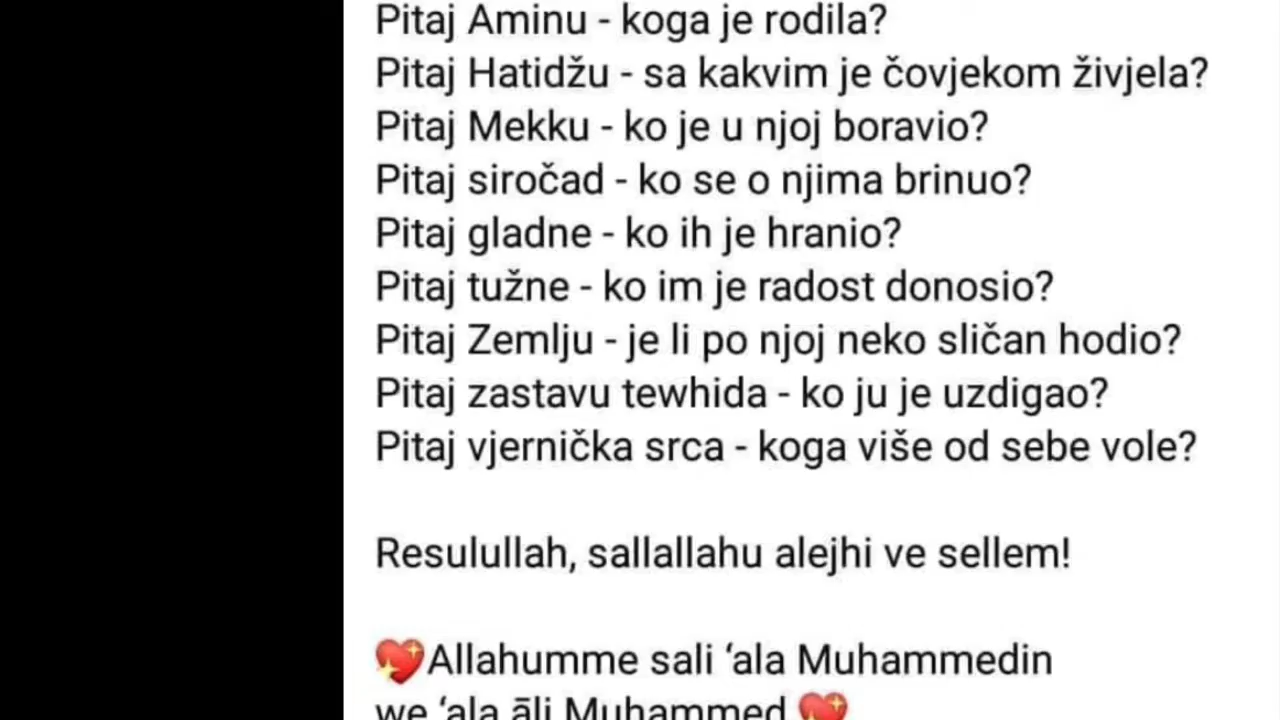 Pitaj Aminu - koga je rodila?
Pitaj Hatidžu - sa kakvim je čovjekom živjela?
Pitaj Mekku - ko je u njoj boravio?
Pitaj siročad - ko se o njima brinuo?
Pitaj gladne - ko ih je hranio?
Pitaj tužne - ko im je radost donosio?
Pitaj Zemlju - je li po njoj neko sličan hodio?
Pitaj zastavu tewhida - ko ju je uzdigao?
Pitaj vjernička srca - koga više od sebe vole?
Resulullah, sallallahu alejhi ve sellem!
💖Allahumme sali ‘ala Muhammedin
we ‘ala āli Muhammed 💖